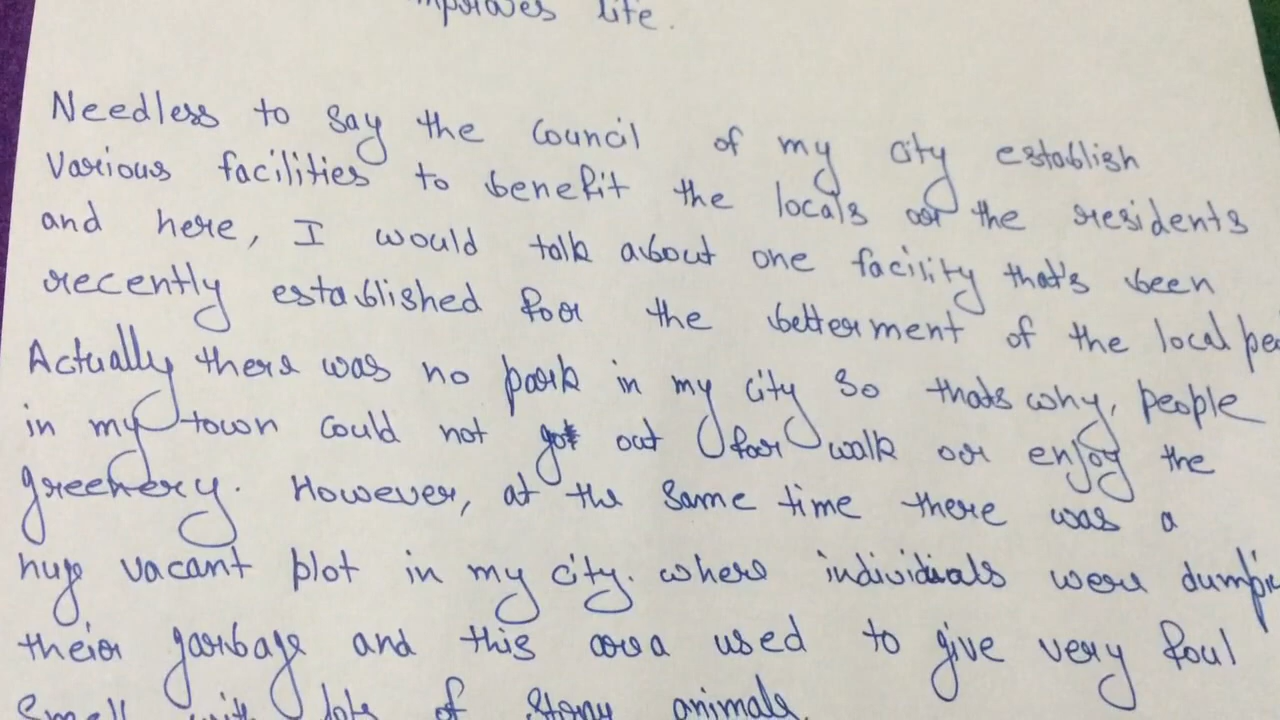 improves life.
Needless to say the Council of my city establish
Various facilities to benefit the locals or the residents
and here, I would talk about one facility that's been
recently established for the betterment of the local
Actually there was no park in my city so that's why, people
in my town could not got out for walk or enjoy the
greenery. However, at the same time there was a
huge vacant plot in my city. where individuals were
their garbage and this area used to give very foul
Smell with lots of stray animals.